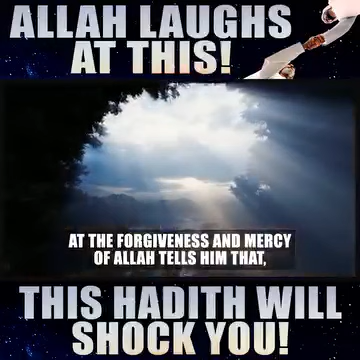 ALLAH LAUGHS
AT THIS!
AT THE FORGIVENESS AND MERCY
OF ALLAH TELLS HIM THAT,
THIS HADITH WILL
SHOCK YOU!